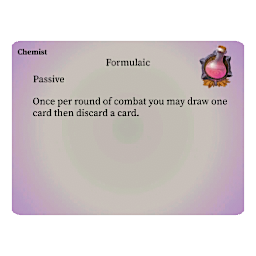 Chemist
Formulaic
Passive
Once per round of combat you may draw one
card then discard a card.